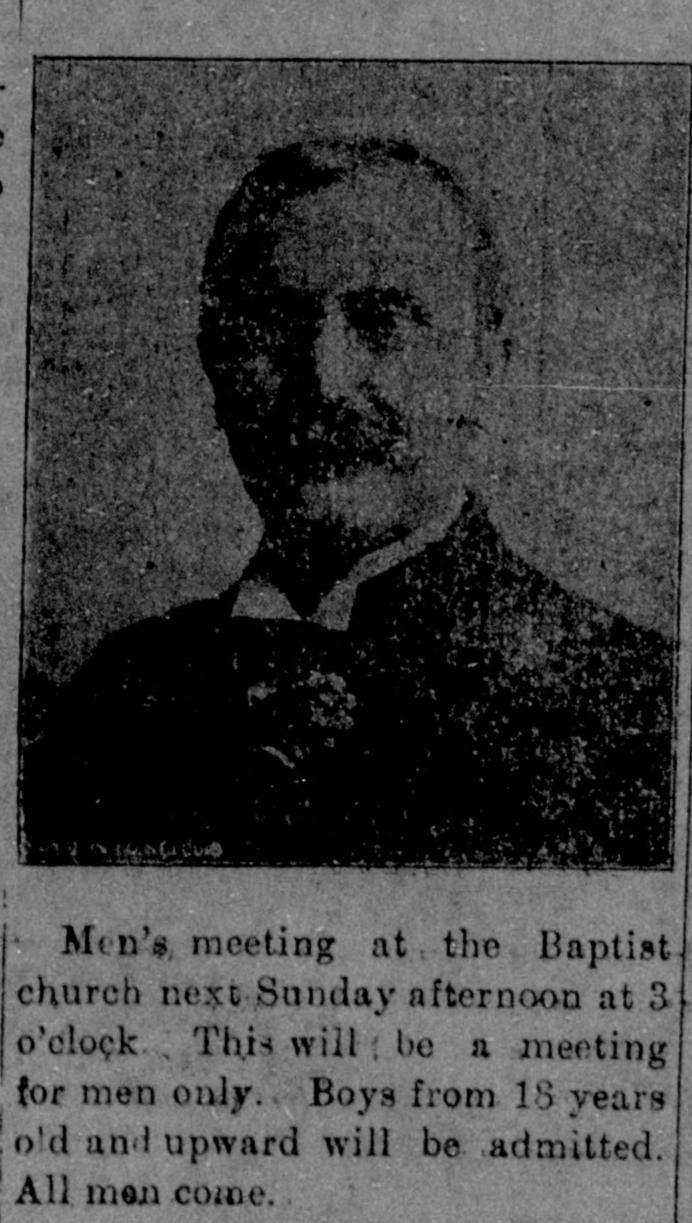 Men's meeting at the Baptist
church next Sunday afternoon at 3
o'clock. This will be a meeting
for men only. Boys from 18 years
old and upward will be admitted.
All men come.